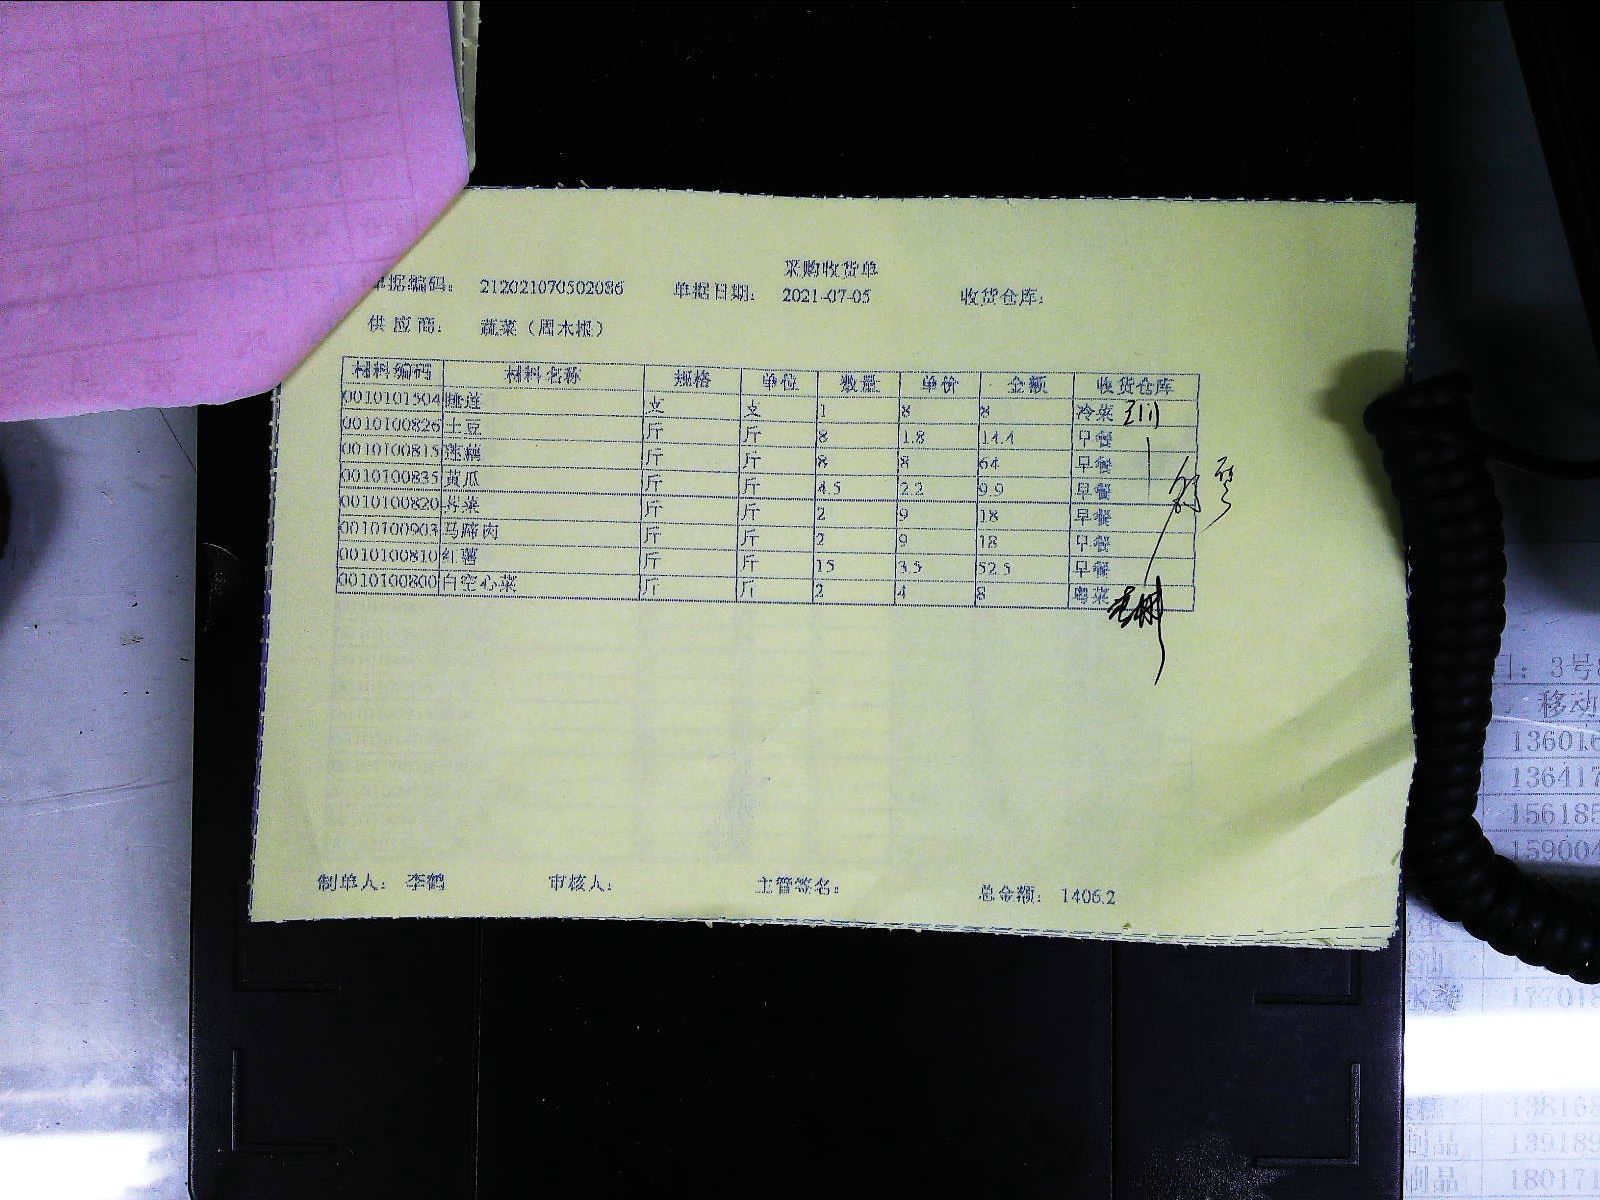 采购收货单
单据编码： 212021070502086 单据日期： 2021-07-05 收货仓库：
供 应 商： 蔬菜（周木根）
材料编码 材料名称 规格 单位 数量 单价 金额 收货仓库
0010101504 睡莲 支 支 1 8 8 冷菜
0010100826 土豆 斤 斤 8 1.8 14.4 早餐
0010100815 莲藕 斤 斤 8 8 64 早餐
0010100835 黄瓜 斤 斤 4.5 2.2 9.9 早餐
0010100820 斤 斤 2 9 18 早餐
0010100903 马蹄肉 斤 斤 2 9 18 早餐
0010100810 红薯 斤 斤 15 3.5 52.5 早餐
0010100800 白空心菜 斤 斤 2 4 8 粤菜
制单人： 李鹤 审核人： 主管签名： 总金额： 1406.2
3号
移动
136016
136417
156185
159004
177018
138168
制品 139189
制品 180171